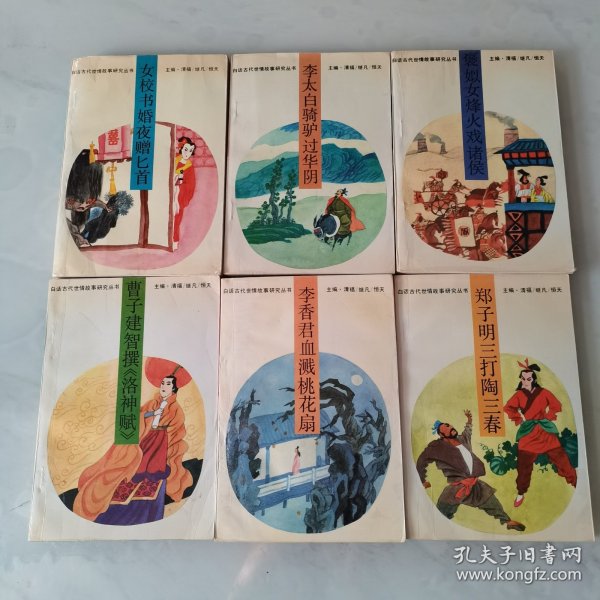 白话古代世情故事研究丛书
女校书婚夜赠匕首
主编·清福/继凡/恒天
囍
白话古代世情故事研究丛书
李太白骑驴过华阴
主编·清福/继凡/恒天
白话古代世情故事研究丛书
褒姒女烽火戏诸侯
主编·清福/继凡/恒天
白话古代世情故事研究丛书
曹子建智撰《洛神赋》
主编·清福/继凡/恒天
白话古代世情故事研究丛书
李香君血溅桃花扇
主编·清福/继凡/恒天
白话古代世情故事研究丛书
郑子明三打陶三春
主编·清福/继凡/恒天
孔夫子旧书网
www.kongfz.com